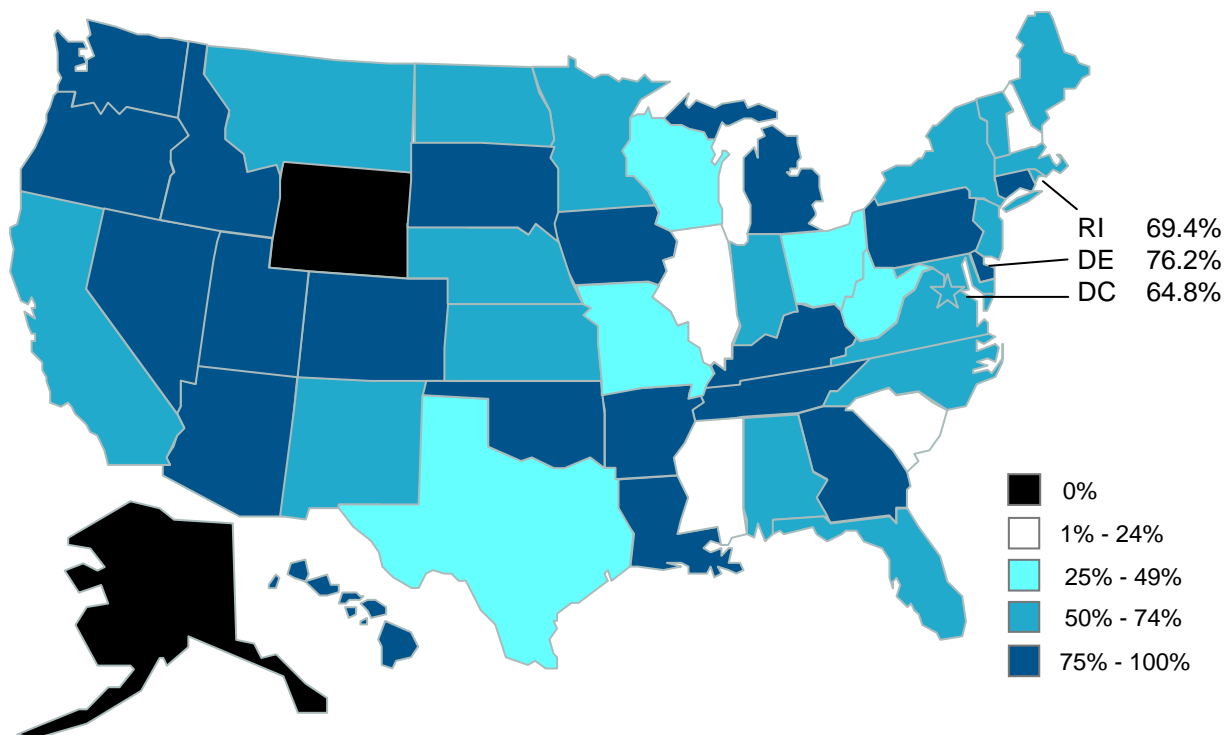 RI 69.4%
DE 76.2%
DC 64.8%
0%
1% - 24%
25% - 49%
50% - 74%
75% - 100%